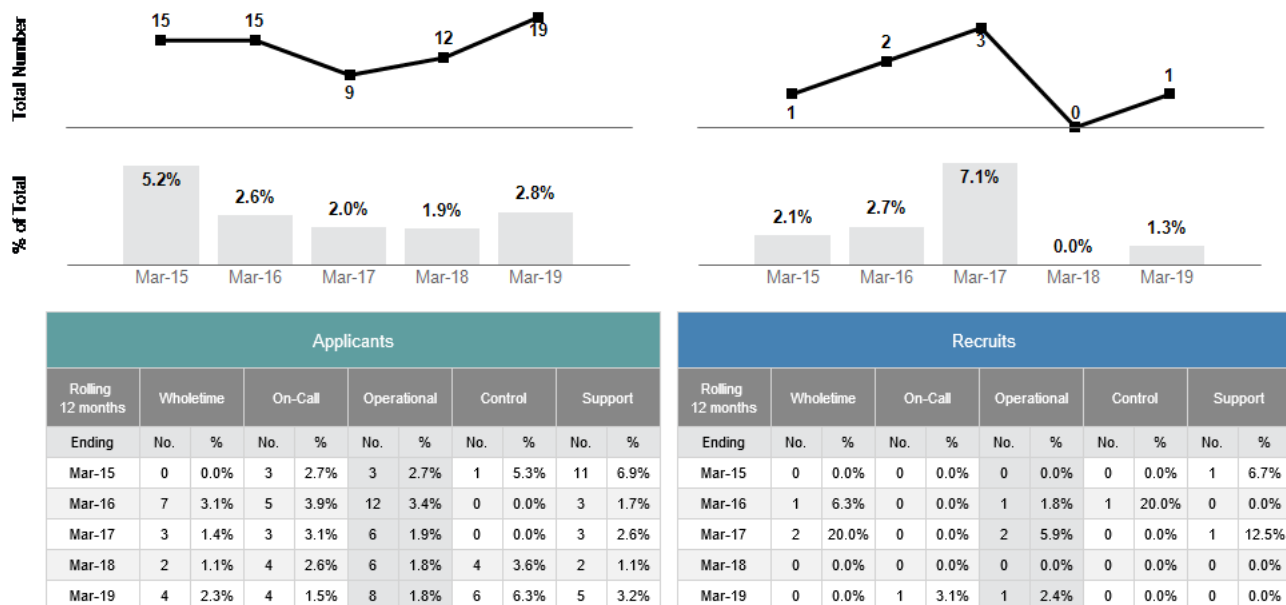 Total Number
15 15 9 12 19
1 2 3 0 1
% of Total
5.2% 2.6% 2.0% 1.9% 2.8%
2.1% 2.7% 7.1% 0.0% 1.3%
Mar-15 Mar-16 Mar-17 Mar-18 Mar-19
Mar-15 Mar-16 Mar-17 Mar-18 Mar-19
Applicants
Rolling 12 months Wholetime On-Call Operational Control Support
Ending No. % No. % No. % No. % No. %
Mar-15 0 0.0% 3 2.7% 3 2.7% 1 5.3% 11 6.9%
Mar-16 7 3.1% 5 3.9% 12 3.4% 0 0.0% 3 1.7%
Mar-17 3 1.4% 3 3.1% 6 1.9% 0 0.0% 3 2.6%
Mar-18 2 1.1% 4 2.6% 6 1.8% 4 3.6% 2 1.1%
Mar-19 4 2.3% 4 1.5% 8 1.8% 6 6.3% 5 3.2%
Recruits
Rolling 12 months Wholetime On-Call Operational Control Support
Ending No. % No. % No. % No. % No. %
Mar-15 0 0.0% 0 0.0% 0 0.0% 0 0.0% 1 6.7%
Mar-16 1 6.3% 0 0.0% 1 1.8% 1 20.0% 0 0.0%
Mar-17 2 20.0% 0 0.0% 2 5.9% 0 0.0% 1 12.5%
Mar-18 0 0.0% 0 0.0% 0 0.0% 0 0.0% 0 0.0%
Mar-19 0 0.0% 1 3.1% 1 2.4% 0 0.0% 0 0.0%